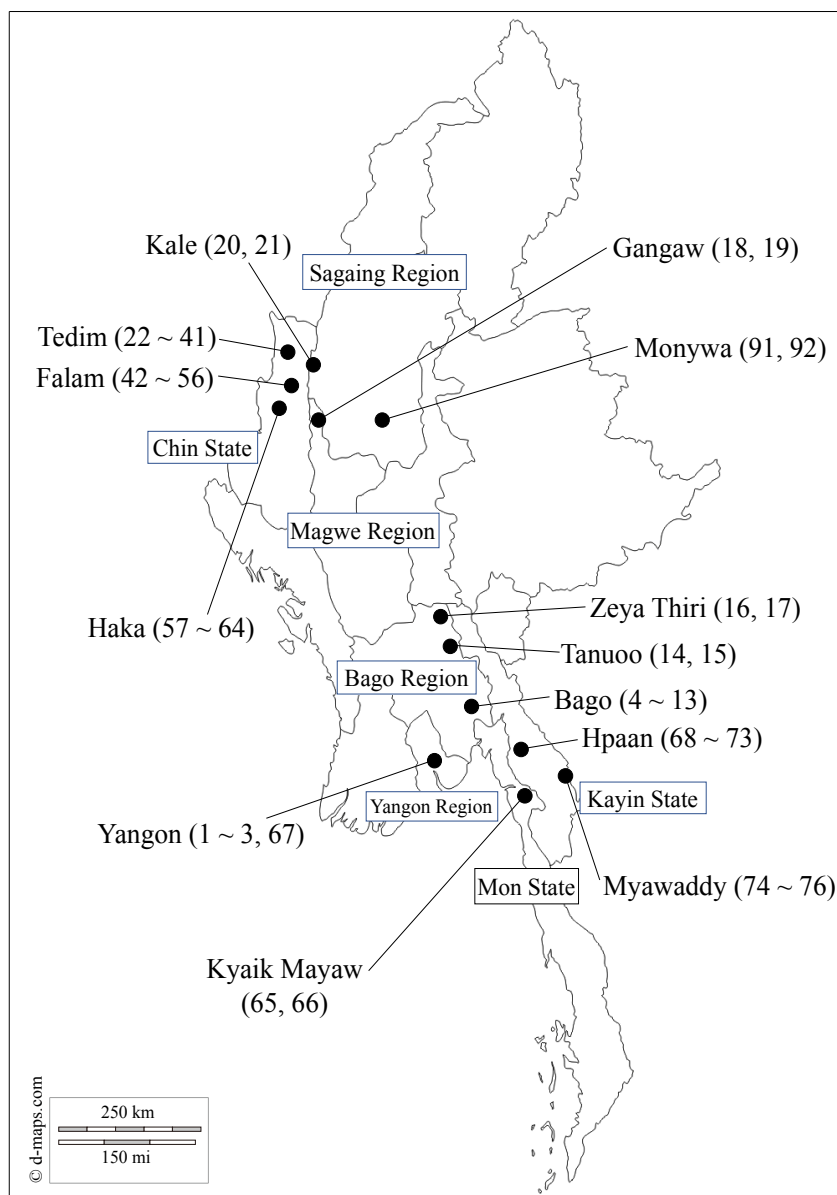 Kale (20, 21)
Gangaw (18, 19)
Sagaing Region
Tedim (22 ~ 41)
Monywa (91, 92)
Falam (42 ~ 56)
Chin State
Magwe Region
Zeya Thiri (16, 17)
Haka (57 ~ 64)
Tanuoo (14, 15)
Bago Region
Bago (4 ~ 13)
Hpaan (68 ~ 73)
Yangon Region
Kayin State
Yangon (1 ~ 3, 67)
Mon State
Myawaddy (74 ~ 76)
Kyaik Mayaw
(65, 66)
250 km
150 mi
© d-maps.com